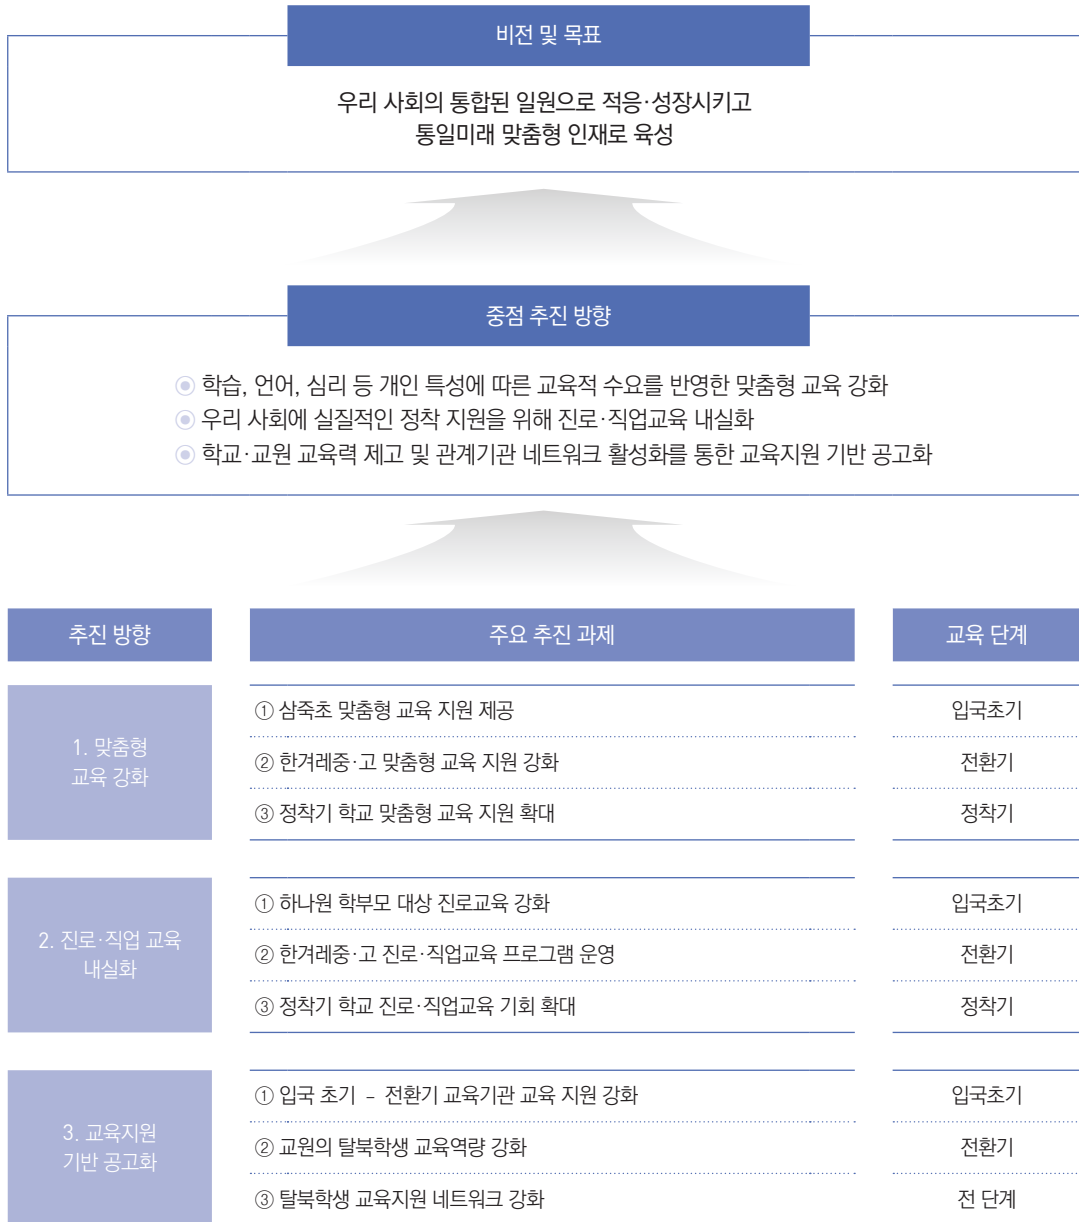 비전 및 목표
우리 사회의 통합된 일원으로 적응·성장시키고
통일미래 맞춤형 인재로 육성
중점 추진 방향
◉ 학습, 언어, 심리 등 개인 특성에 따른 교육적 수요를 반영한 맞춤형 교육 강화
◉ 우리 사회에 실질적인 정착 지원을 위해 진로·직업교육 내실화
◉ 학교·교원 교육력 제고 및 관계기관 네트워크 활성화를 통한 교육지원 기반 공고화
추진 방향 주요 추진 과제 교육 단계
1. 맞춤형
교육 강화
① 삼죽초 맞춤형 교육 지원 제공 입국초기
② 한겨레중·고 맞춤형 교육 지원 강화 전환기
③ 정착기 학교 맞춤형 교육 지원 확대 정착기
2. 진로·직업 교육
내실화
① 하나원 학부모 대상 진로교육 강화 입국초기
② 한겨레중·고 진로·직업교육 프로그램 운영 전환기
③ 정착기 학교 진로·직업교육 기회 확대 정착기
3. 교육지원
기반 공고화
① 입국 초기 – 전환기 교육기관 교육 지원 강화 입국초기
② 교원의 탈북학생 교육역량 강화 전환기
③ 탈북학생 교육지원 네트워크 강화 전 단계